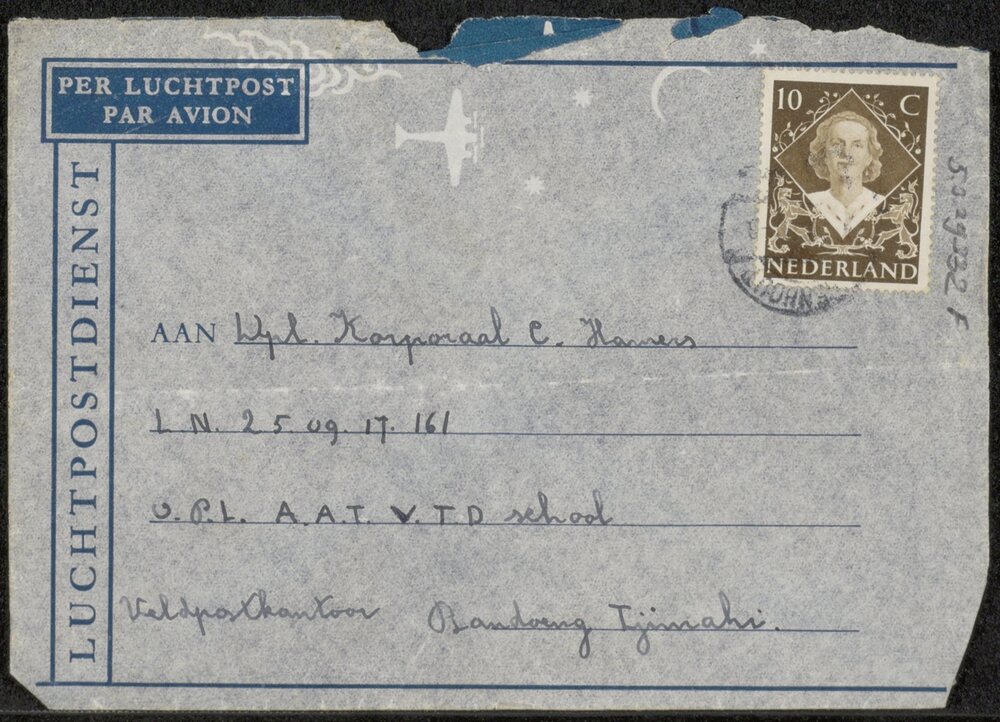 PER LUCHTPOST
PAR AVION
LUCHTPOSTDIENST
10 C
NEDERLAND
AAN Wpl. Korporaal C. Hamers
L.N. 25.09.17.161
O.P.L. A.A.T. V.T.D school
Veldpostkantoor Bandoeng Tjimahi.